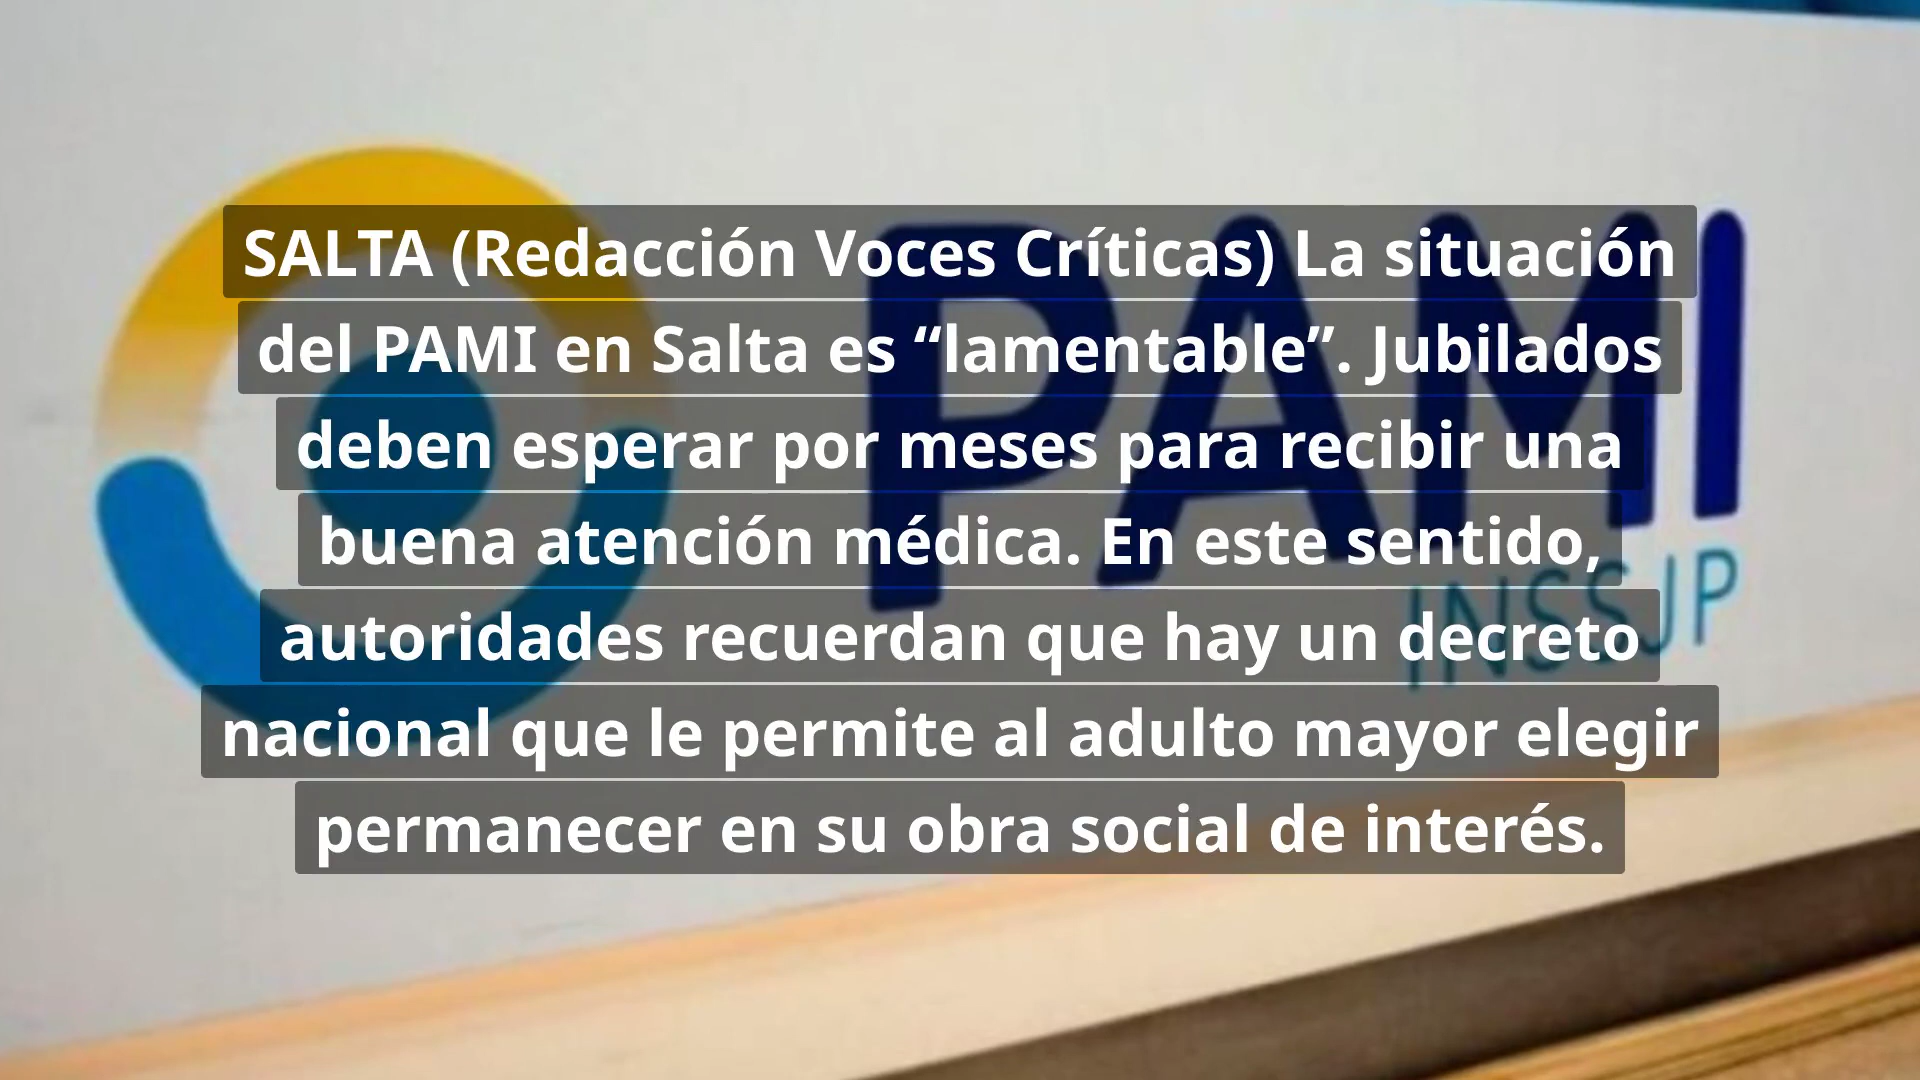 SALTA (Redacción Voces Críticas) La situación
del PAMI en Salta es “lamentable”. Jubilados
deben esperar por meses para recibir una
buena atención médica. En este sentido,
autoridades recuerdan que hay un decreto
nacional que le permite al adulto mayor elegir
permanecer en su obra social de interés.
PAMI
INSSJP